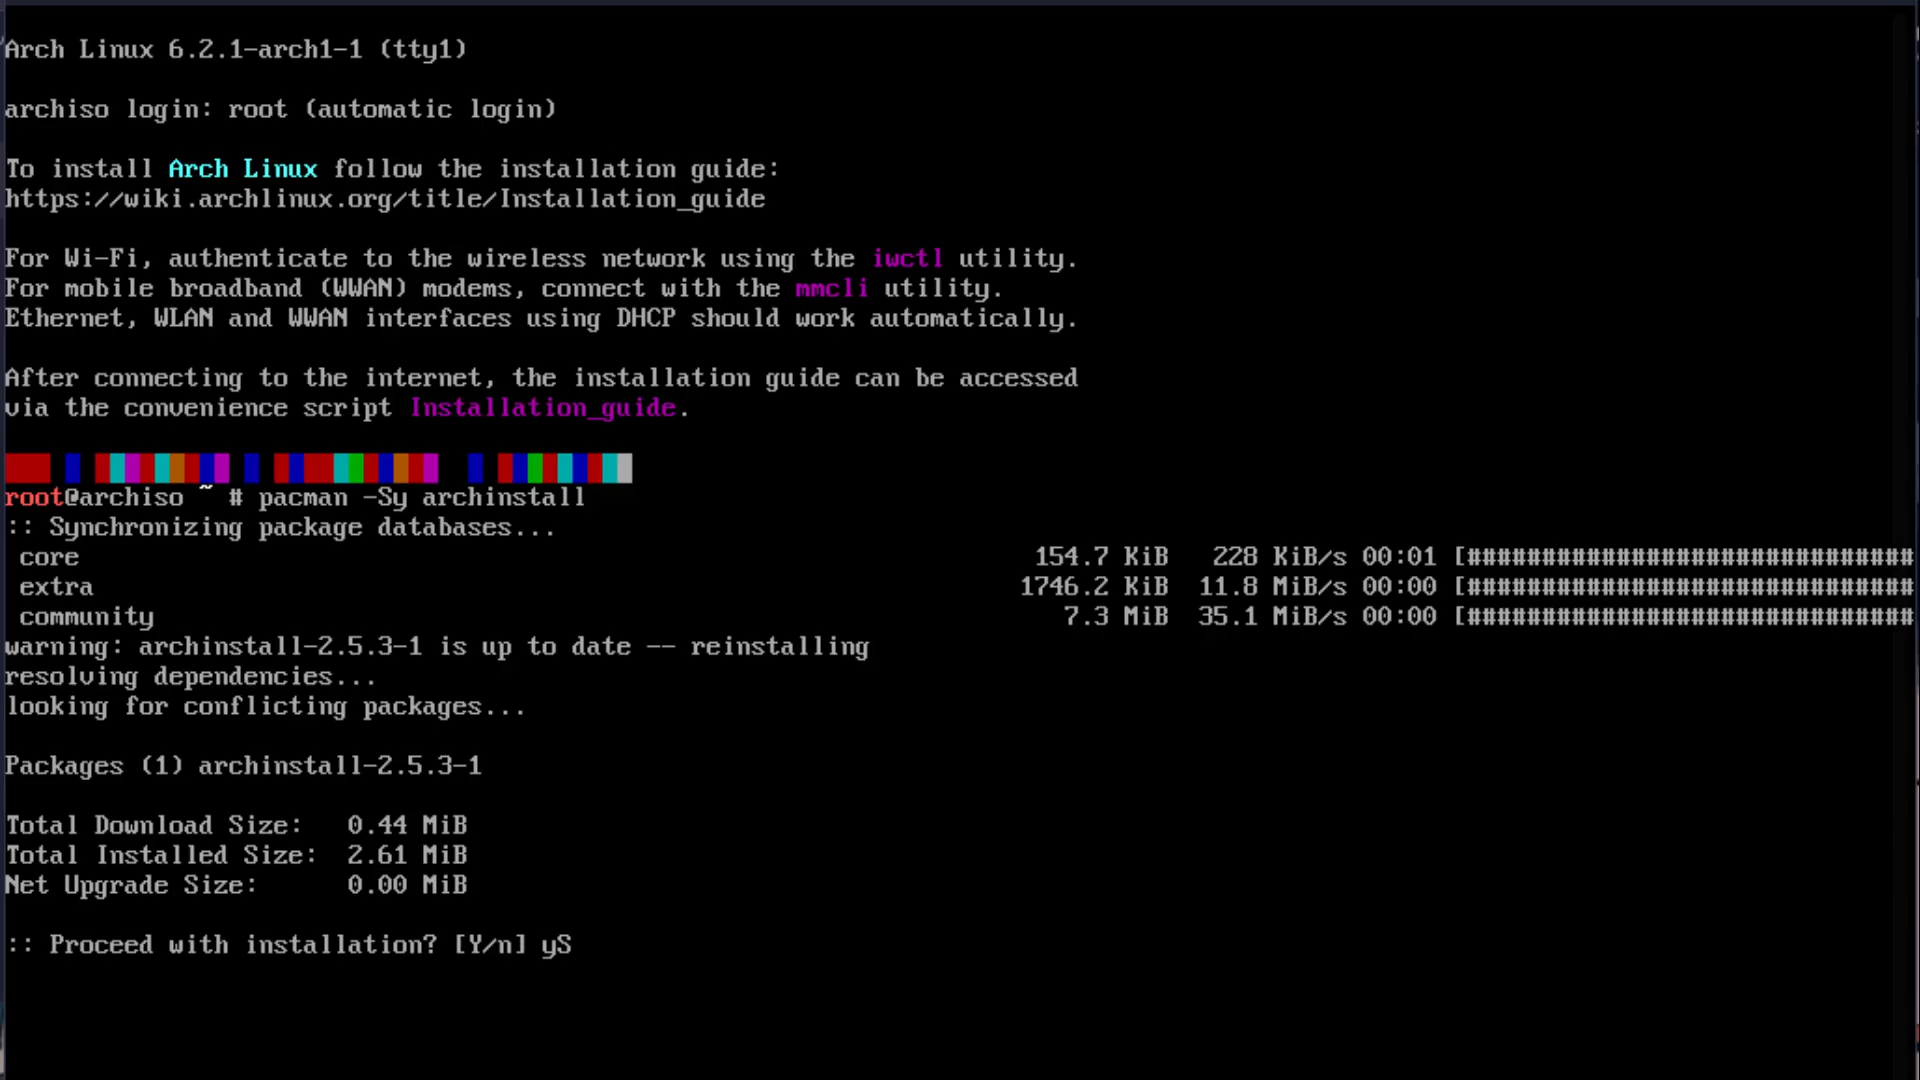 Arch Linux 6.2.1-arch1-1 (tty1)
archiso login: root (automatic login)
To install Arch Linux follow the installation guide:
https://wiki.archlinux.org/title/Installation_guide
For Wi-Fi, authenticate to the wireless network using the iwctl utility.
For mobile broadband (WWAN) modems, connect with the mmcli utility.
Ethernet, WLAN and WWAN interfaces using DHCP should work automatically.
After connecting to the internet, the installation guide can be accessed
via the convenience script Installation_guide.
root@archiso ~ # pacman -Sy archinstall
:: Synchronizing package databases...
core 154.7 KiB 228 KiB/s 00:01 [##############################
extra 1746.2 KiB 11.8 MiB/s 00:00 [##############################
community 7.3 MiB 35.1 MiB/s 00:00 [##############################
warning: archinstall-2.5.3-1 is up to date -- reinstalling
resolving dependencies...
looking for conflicting packages...
Packages (1) archinstall-2.5.3-1
Total Download Size: 0.44 MiB
Total Installed Size: 2.61 MiB
Net Upgrade Size: 0.00 MiB
:: Proceed with installation? [Y/n] yS